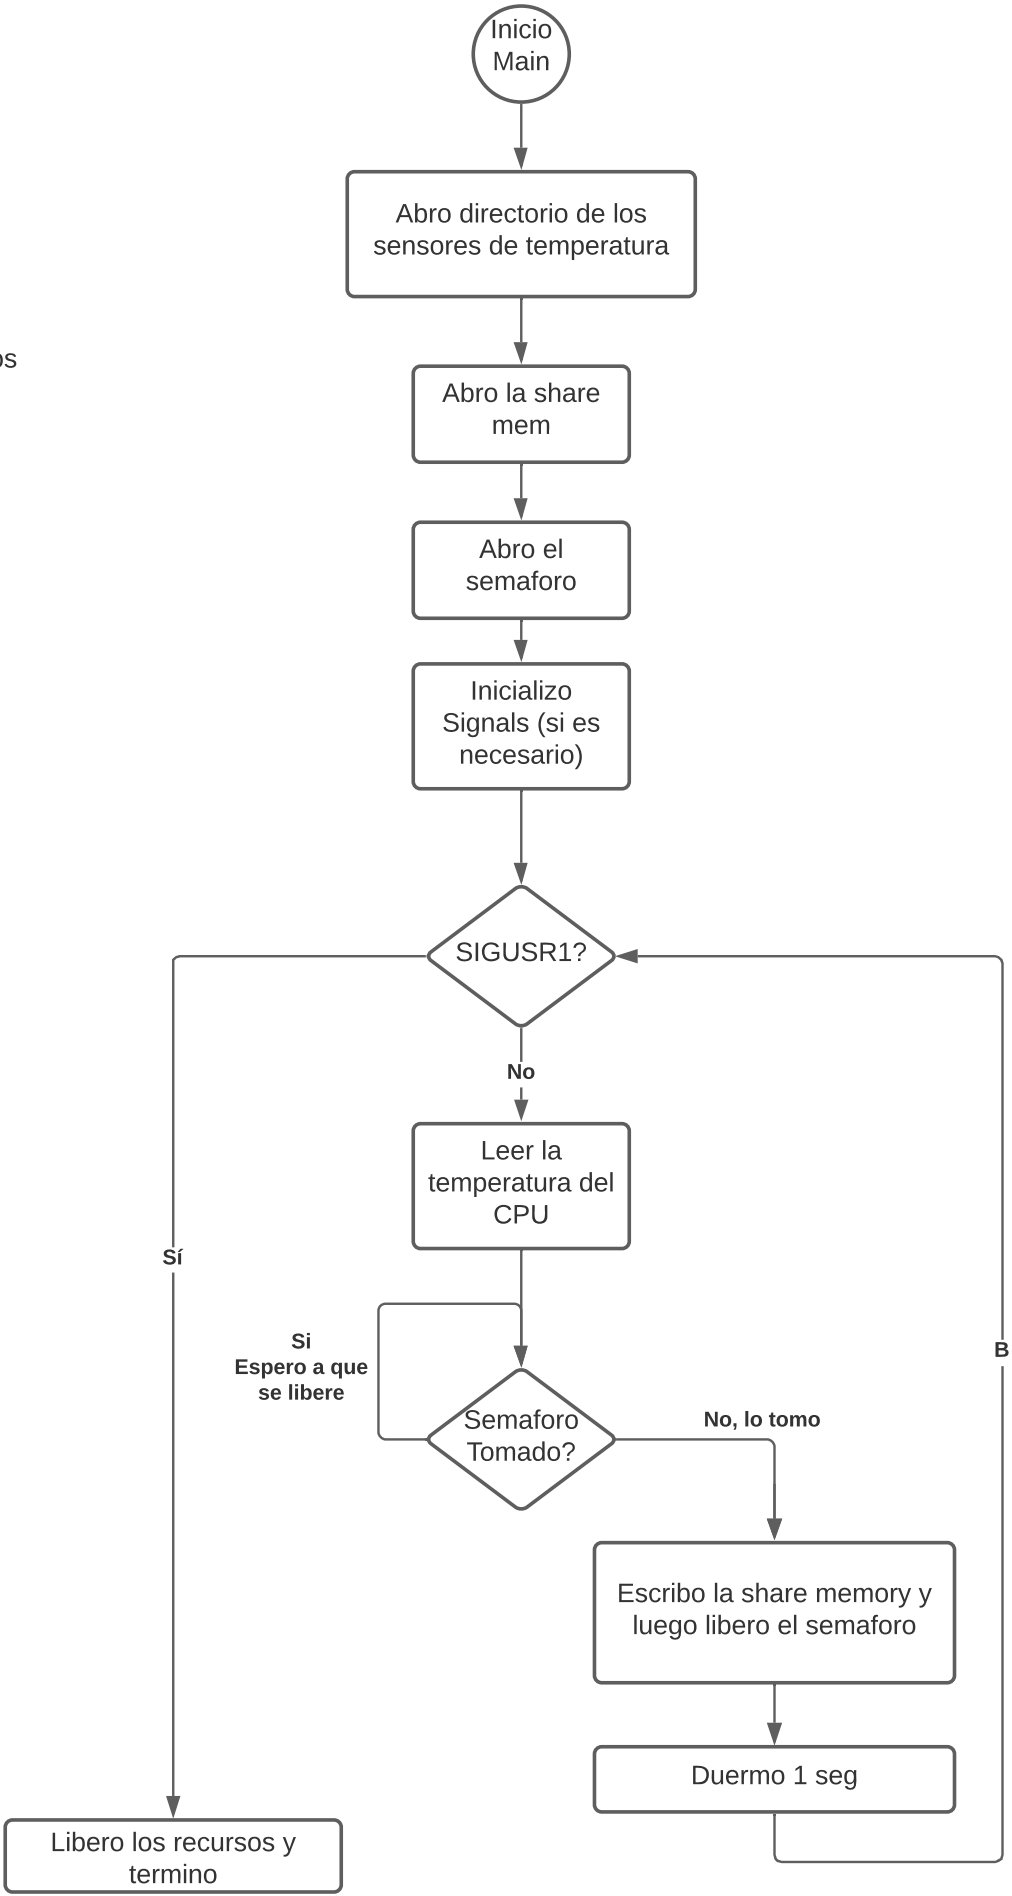 Inicio
Main
Abro directorio de los
sensores de temperatura
os
Abro la share
mem
Abro el
semaforo
Inicializo
Signals (si es
necesario)
SIGUSR1?
No
Leer la
temperatura del
CPU
Sí
Si
Espero a que
se libere
B
Semaforo
Tomado?
No, lo tomo
Escribo la share memory y
luego libero el semaforo
Duermo 1 seg
Libero los recursos y
termino